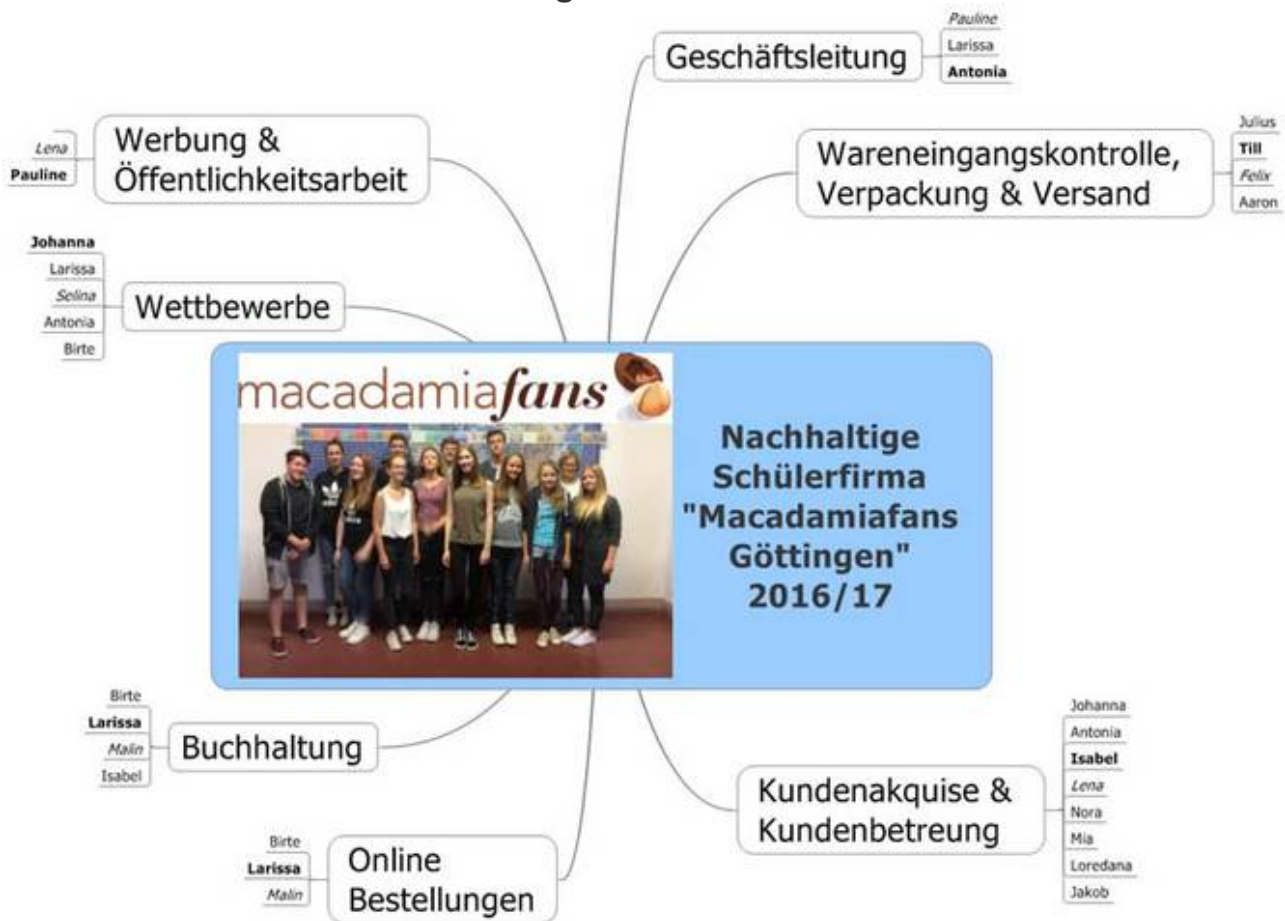 Geschäftsleitung
Pauline
Larissa
Antonia
Werbung &
Öffentlichkeitsarbeit
Lena
Pauline
Wareneingangskontrolle,
Verpackung & Versand
Julius
Till
Felix
Aaron
Wettbewerbe
Johanna
Larissa
Selina
Antonia
Birte
macadamiafans
Nachhaltige
Schülerfirma
"Macadamiafans
Göttingen"
2016/17
Buchhaltung
Birte
Larissa
Malin
Isabel
Online
Bestellungen
Birte
Larissa
Malin
Kundenakquise &
Kundenbetreung
Johanna
Antonia
Isabel
Lena
Nora
Mia
Loredana
Jakob